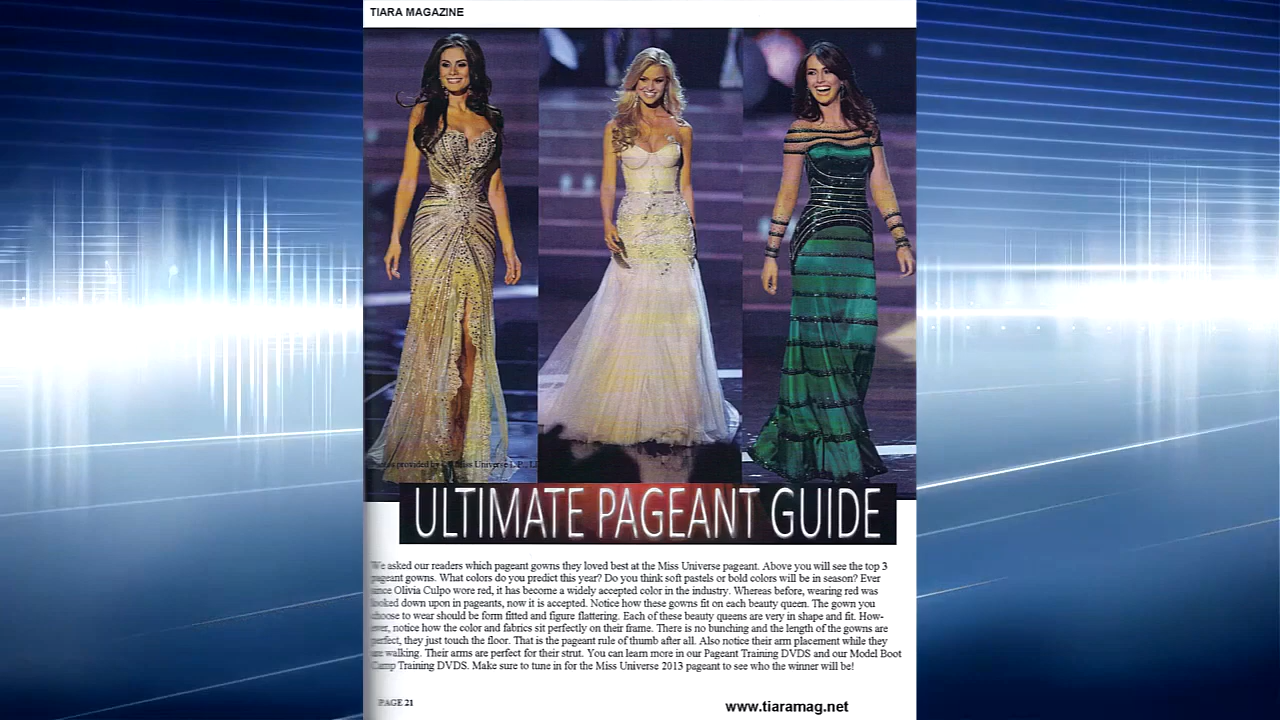 TIARA MAGAZINE
provided by Miss Universe L.P., LL
ULTIMATE PAGEANT GUIDE
We asked our readers which pageant gowns they loved best at the Miss Universe pageant. Above you will see the top 3
pageant gowns. What colors do you predict this year? Do you think soft pastels or bold colors will be in season? Ever
since Olivia Culpo wore red, it has become a widely accepted color in the industry. Whereas before, wearing red was
looked down upon in pageants, now it is accepted. Notice how these gowns fit on each beauty queen. The gown you
choose to wear should be form fitted and figure flattering. Each of these beauty queens are very in shape and fit. How-
ever, notice how the color and fabrics sit perfectly on their frame. There is no bunching and the length of the gowns are
perfect, they just touch the floor. That is the pageant rule of thumb after all. Also notice their arm placement while they
are walking. Their arms are perfect for their strut. You can learn more in our Pageant Training DVDS and our Model Boot
Camp Training DVDS. Make sure to tune in for the Miss Universe 2013 pageant to see who the winner will be!
PAGE 21
www.tiaramag.net